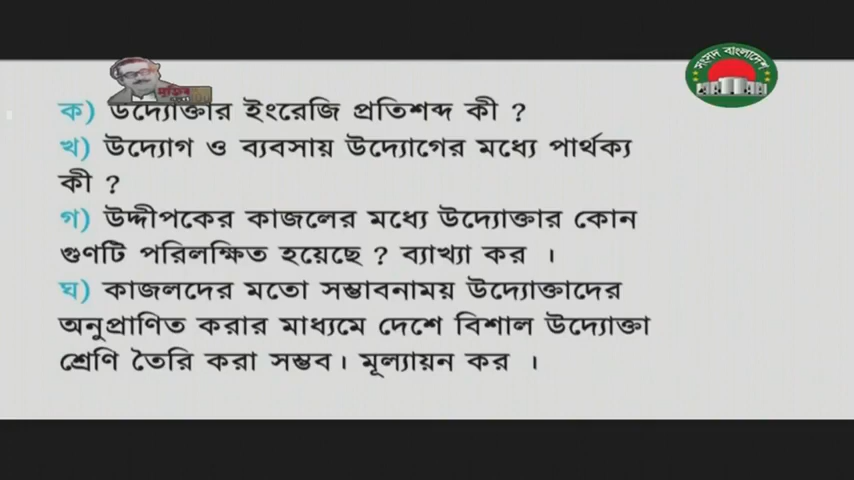 সংসদ বাংলাদেশ
মুজিব
ক) উদ্যোক্তার ইংরেজি প্রতিশব্দ কী ?
খ) উদ্যোগ ও ব্যবসায় উদ্যোগের মধ্যে পার্থক্য
কী ?
গ) উদ্দীপকের কাজলের মধ্যে উদ্যোক্তার কোন
গুণটি পরিলক্ষিত হয়েছে ? ব্যাখ্যা কর ।
ঘ) কাজলদের মতো সম্ভাবনাময় উদ্যোক্তাদের
অনুপ্রাণিত করার মাধ্যমে দেশে বিশাল উদ্যোক্তা
শ্রেণি তৈরি করা সম্ভব। মূল্যায়ন কর ।